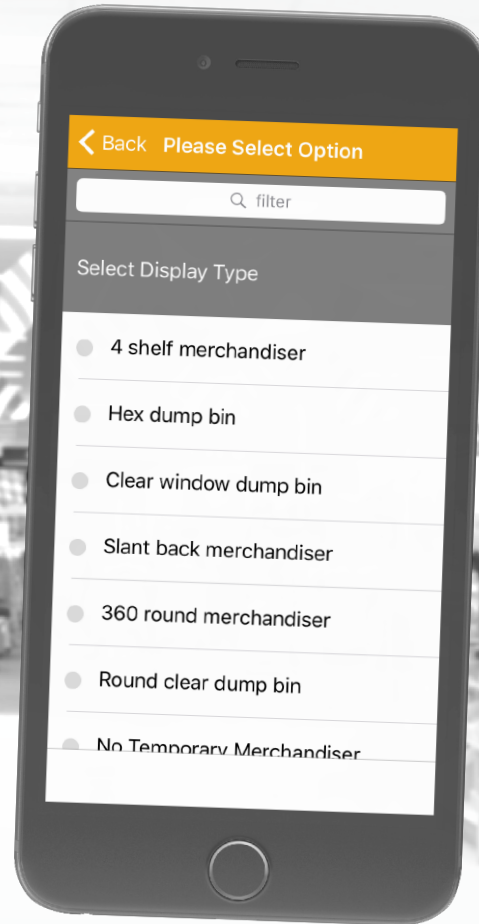 Back Please Select Option
filter
Select Display Type
4 shelf merchandiser
Hex dump bin
Clear window dump bin
Slant back merchandiser
360 round merchandiser
Round clear dump bin
No Temporary Merchandiser